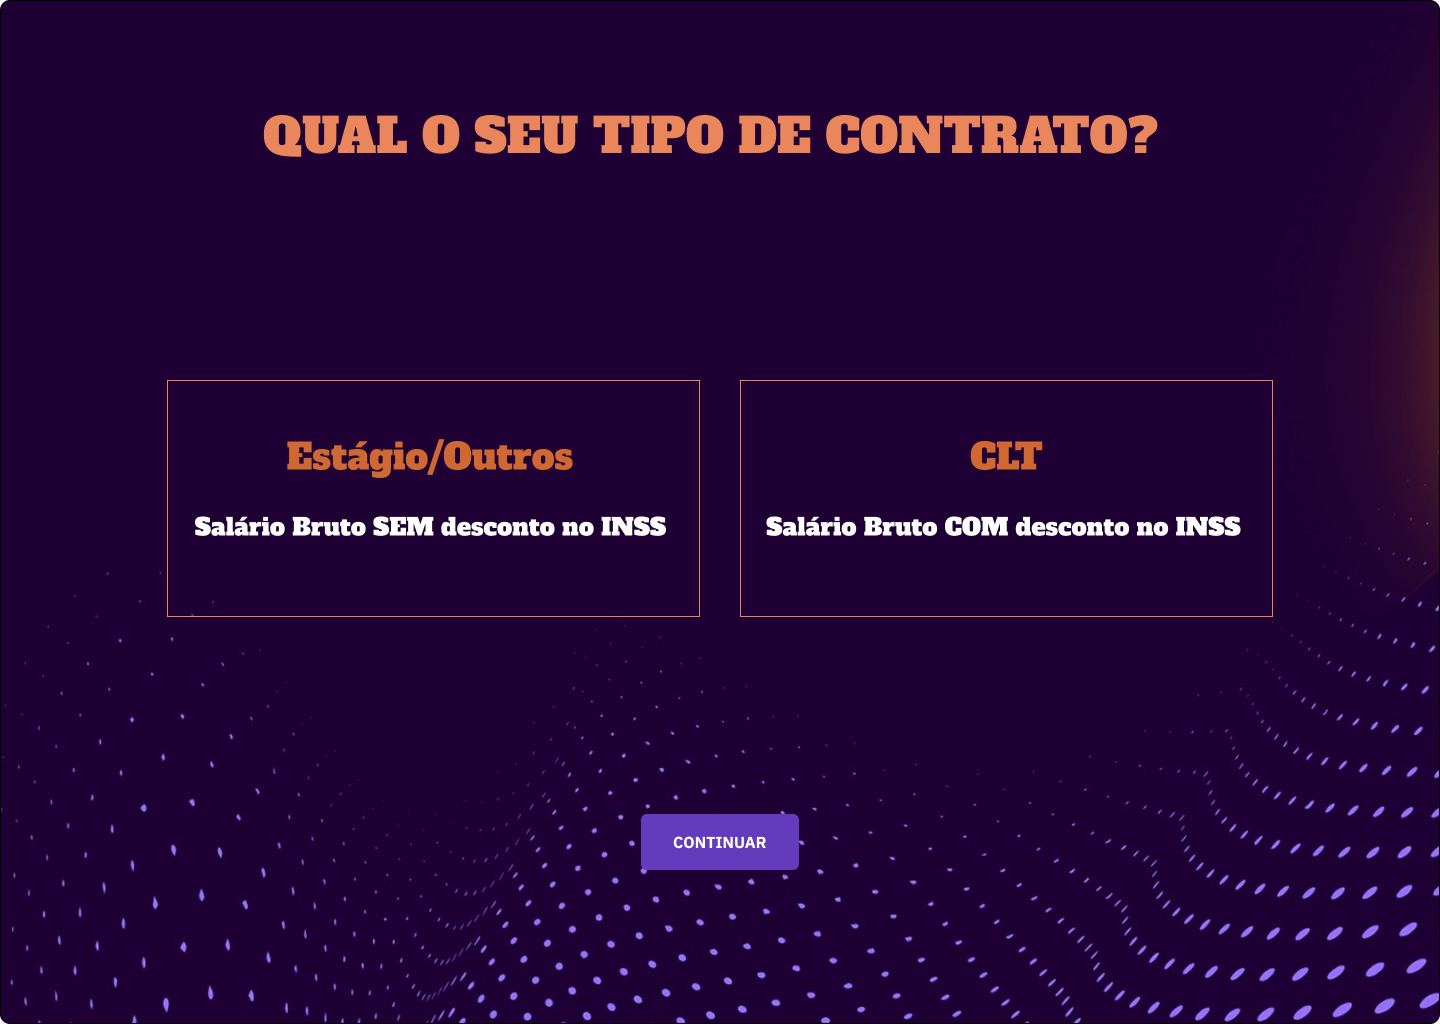 QUAL O SEU TIPO DE CONTRATO?
Estágio/Outros
Salário Bruto SEM desconto no INSS
CLT
Salário Bruto COM desconto no INSS
CONTINUAR